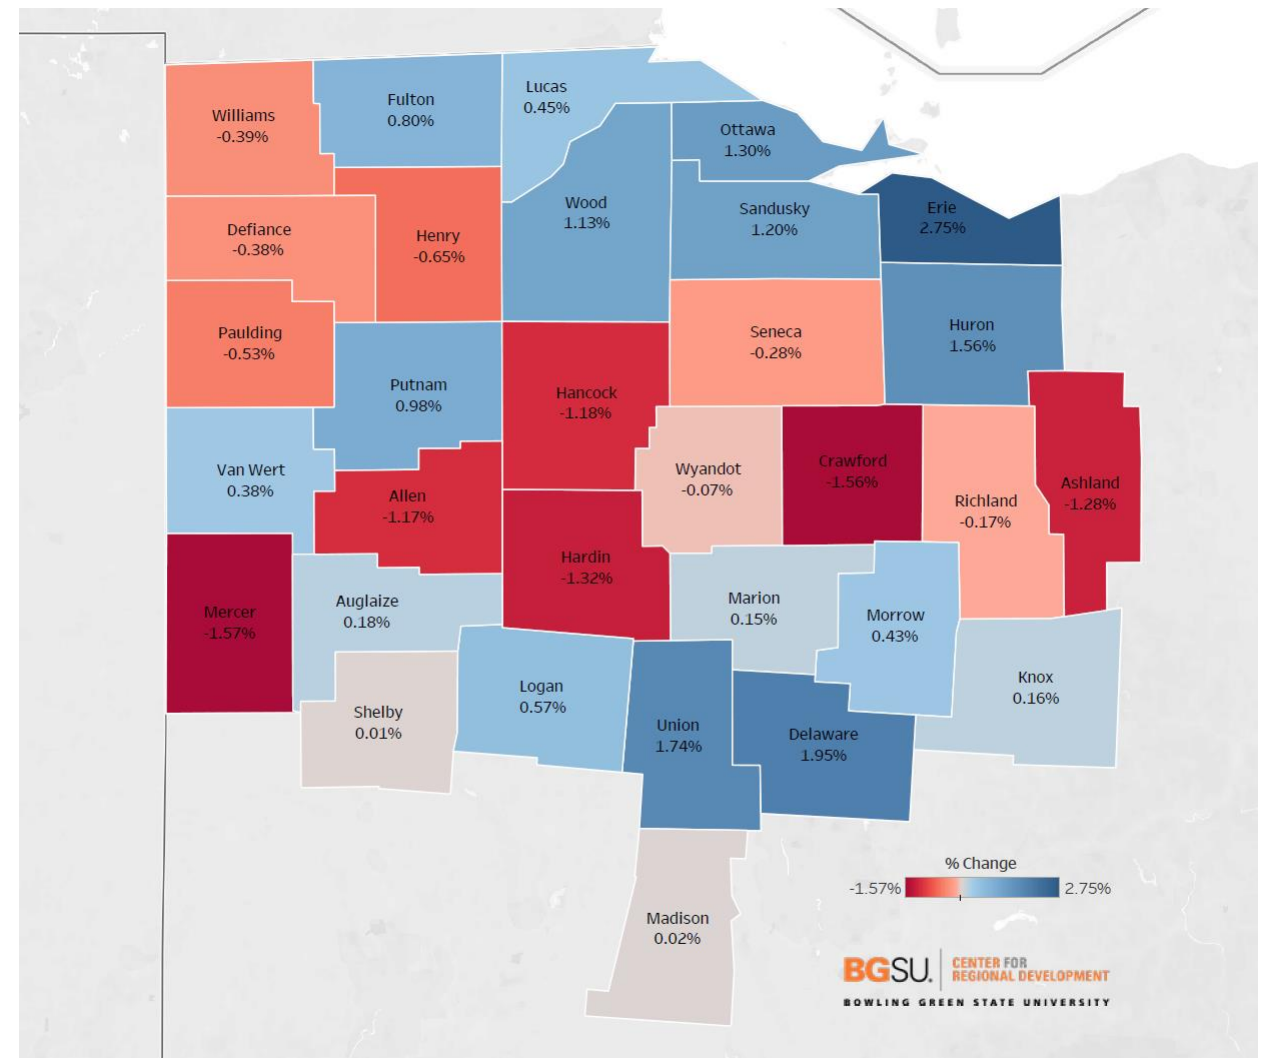 Lucas
0.45%
Fulton
0.80%
Williams
-0.39%
Ottawa
1.30%
Wood
1.13%
Sandusky
1.20%
Erie
2.75%
Defiance
-0.38%
Henry
-0.65%
Paulding
-0.53%
Seneca
-0.28%
Huron
1.56%
Putnam
0.98%
Hancock
-1.18%
Van Wert
0.38%
Allen
-1.17%
Wyandot
-0.07%
Crawford
-1.56%
Richland
-0.17%
Ashland
-1.28%
Hardin
-1.32%
Mercer
-1.57%
Auglaize
0.18%
Marion
0.15%
Morrow
0.43%
Knox
0.16%
Shelby
0.01%
Logan
0.57%
Union
1.74%
Delaware
1.95%
Madison
0.02%
% Change
-1.57% 2.75%
BGSU. CENTER FOR
REGIONAL DEVELOPMENT
BOWLING GREEN STATE UNIVERSITY